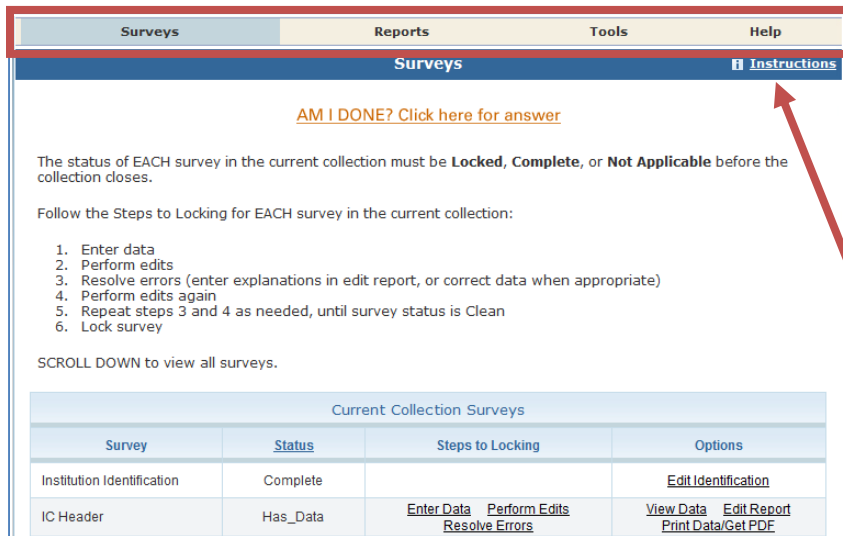 Surveys Reports Tools Help
Surveys Instructions
AM I DONE? Click here for answer
The status of EACH survey in the current collection must be Locked, Complete, or Not Applicable before the
collection closes.
Follow the Steps to Locking for EACH survey in the current collection:
1. Enter data
2. Perform edits
3. Resolve errors (enter explanations in edit report, or correct data when appropriate)
4. Perform edits again
5. Repeat steps 3 and 4 as needed, until survey status is Clean
6. Lock survey
SCROLL DOWN to view all surveys.
Current Collection Surveys
Survey Status Steps to Locking Options
Institution Identification Complete Edit Identification
IC Header Has_Data Enter Data Perform Edits View Data Edit Report
Resolve Errors Print Data/Get PDF